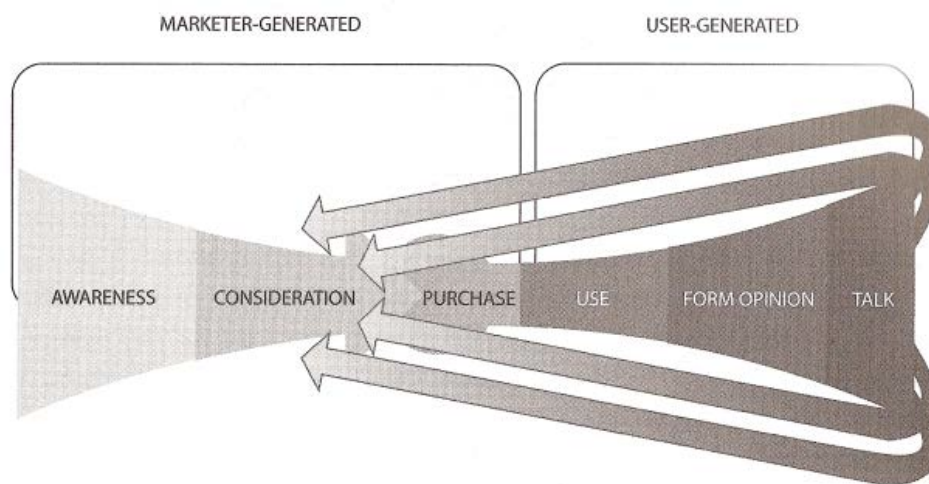 MARKETER-GENERATED USER-GENERATED
AWARENESS CONSIDERATION PURCHASE USE FORM OPINION TALK